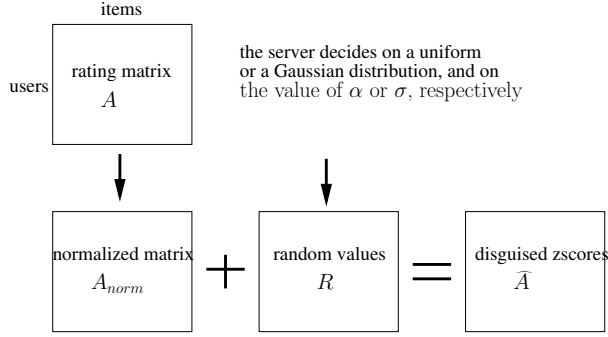 items
users
rating matrix
A
the server decides on a uniform
or a Gaussian distribution, and on
the value of α or σ, respectively
normalized matrix
A_norm
+
random values
R
=
disguised zscores
Â